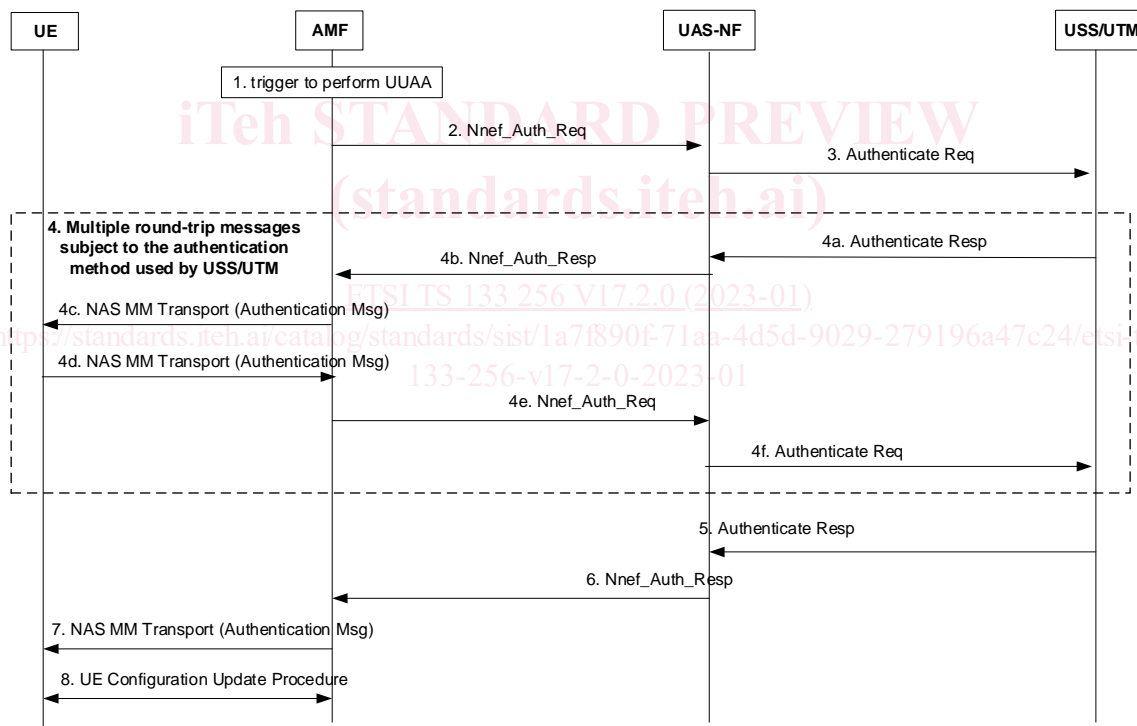 UE
AMF
UAS-NF
USS/UTM
1. trigger to perform UUAA
iTeh STANDARD PREVIEW
2. Nnef_Auth_Req
3. Authenticate Req
(standards.iteh.ai)
4. Multiple round-trip messages
subject to the authentication
method used by USS/UTM
4a. Authenticate Resp
4b. Nnef_Auth_Resp
ETSI TS 133 256 V17.2.0 (2023-01)
4c. NAS MM Transport (Authentication Msg)
https://standards.iteh.ai/catalog/standards/sist/1a7f890f-71aa-4d5d-9029-279196a47c24/etsi-t
4d. NAS MM Transport (Authentication Msg)
133-256-v17-2-0-2023-01
4e. Nnef_Auth_Req
4f. Authenticate Req
5. Authenticate Resp
6. Nnef_Auth_Resp
7. NAS MM Transport (Authentication Msg)
8. UE Configuration Update Procedure